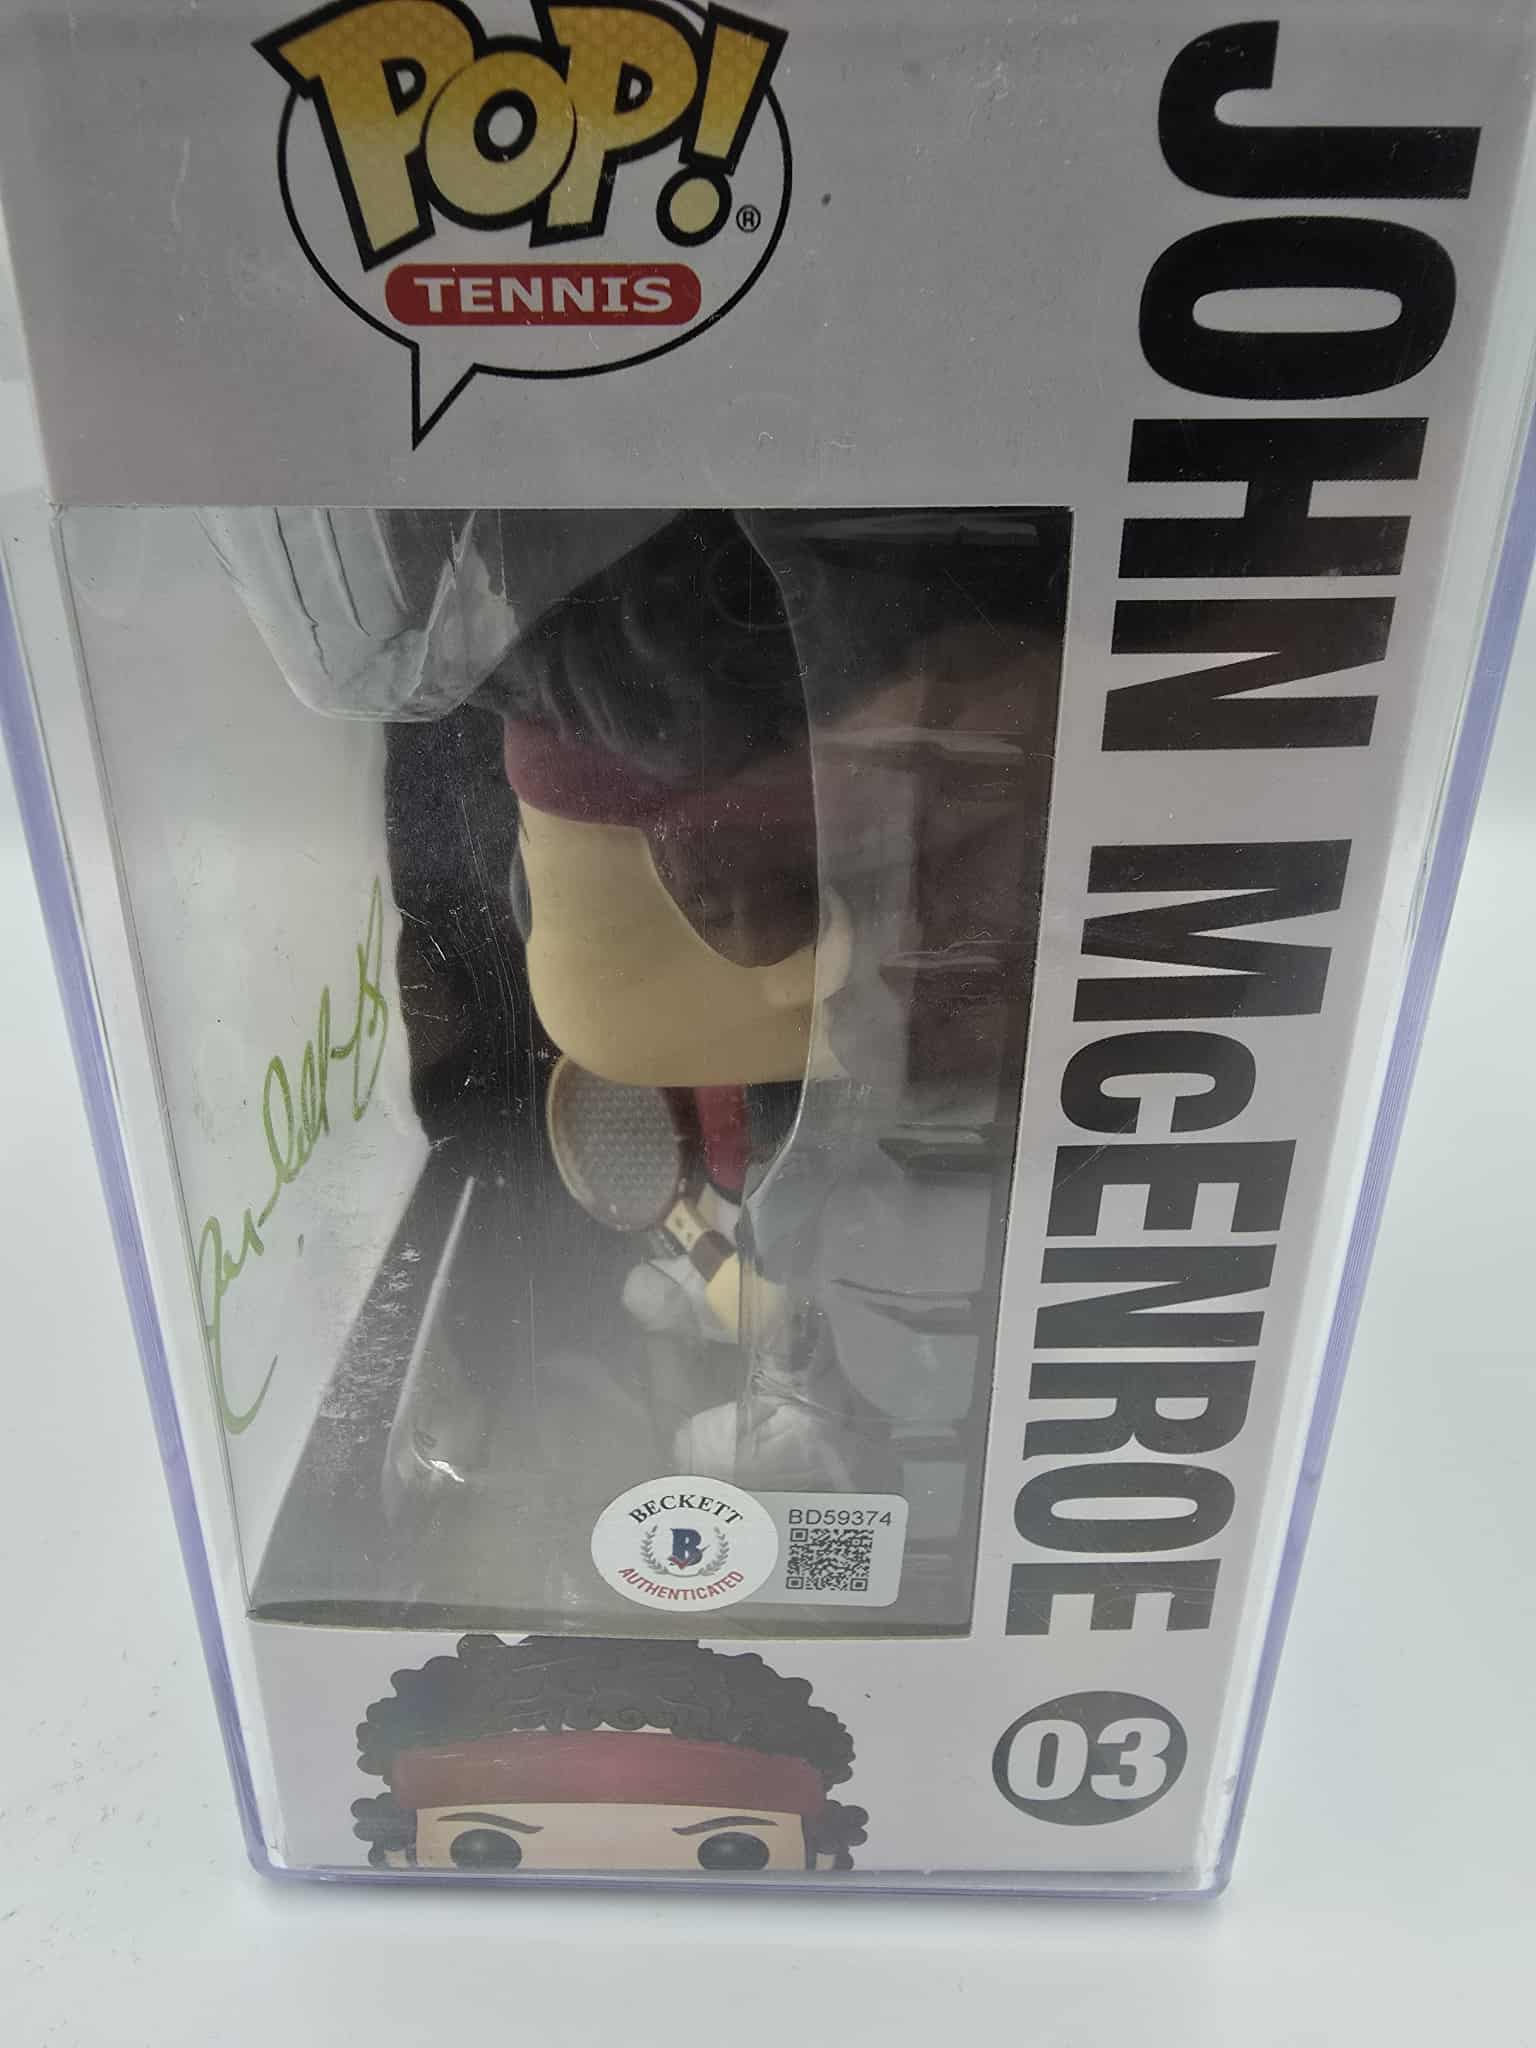 POP!®
TENNIS
JOHN McENROE
BECKETT
B
AUTHENTICATED
BD59374
03